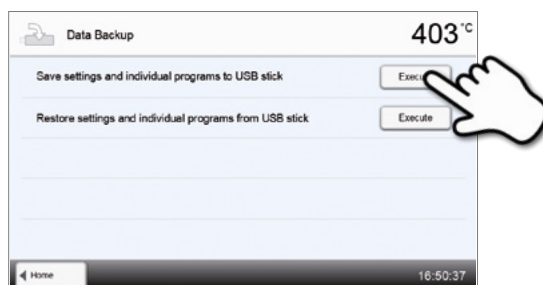 Data Backup
403 °C
Save settings and individual programs to USB stick
Restore settings and individual programs from USB stick
Execute
Home
16:50:37